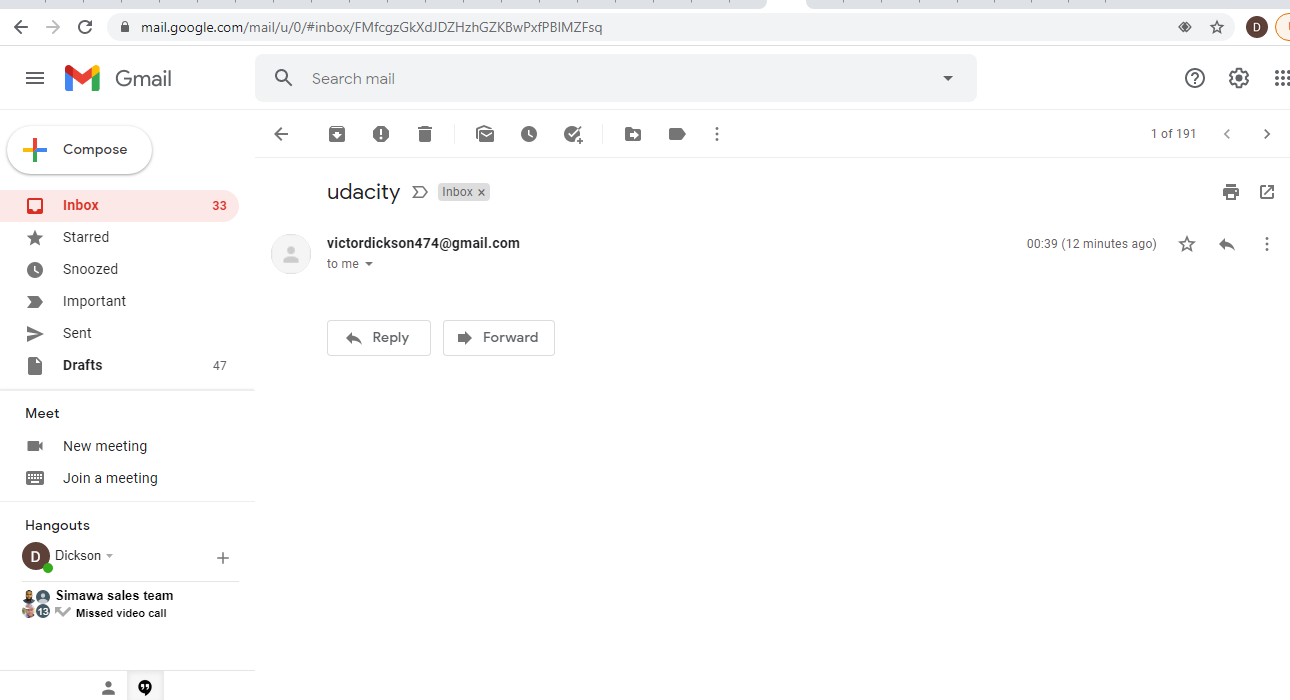 mail.google.com/mail/u/0/#inbox/FMfcgzGkXdJDZHzhGZKBwPxfPBlMZFsq
D
Gmail
Search mail
Compose
1 of 191
Inbox 33
udacity Inbox ×
Starred
victordickson474@gmail.com 00:39 (12 minutes ago)
to me
Snoozed
Important
Sent
Reply Forward
Drafts 47
Meet
New meeting
Join a meeting
Hangouts
D Dickson
Simawa sales team
13 Missed video call